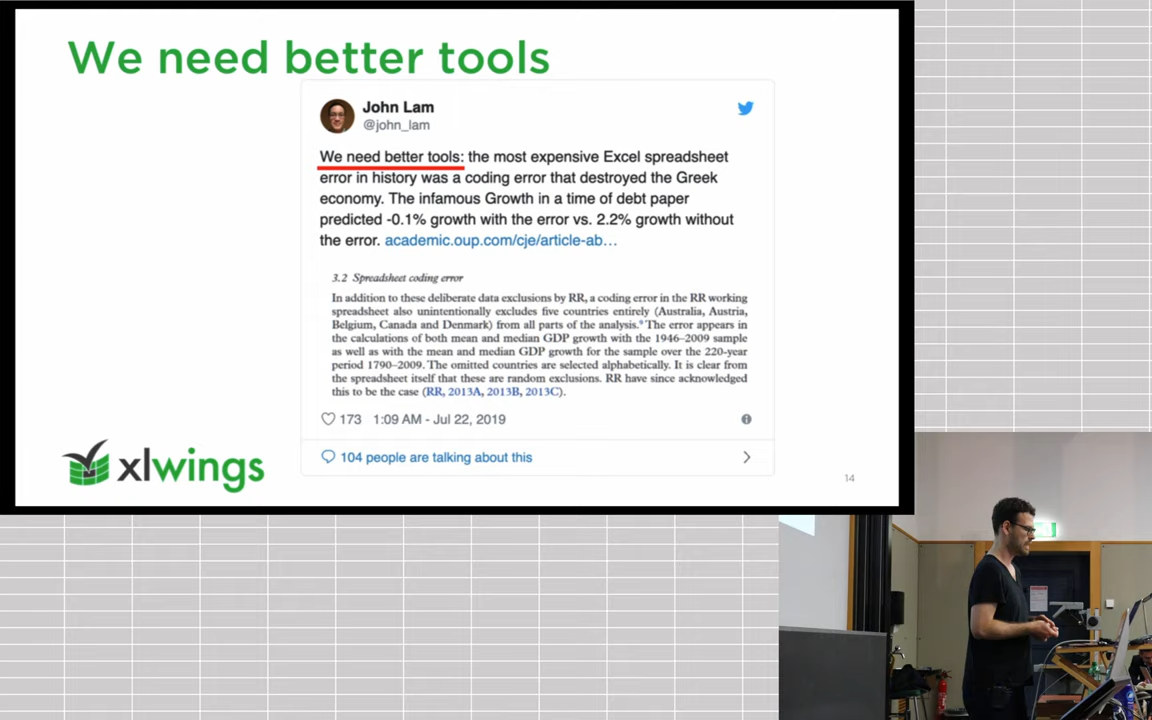 We need better tools
John Lam
@john_lam
We need better tools: the most expensive Excel spreadsheet
error in history was a coding error that destroyed the Greek
economy. The infamous Growth in a time of debt paper
predicted -0.1% growth with the error vs. 2.2% growth without
the error. academic.oup.com/cje/article-ab…
3.2 Spreadsheet coding error
In addition to these deliberate data exclusions by RR, a coding error in the RR working
spreadsheet also unintentionally excludes five countries entirely (Australia, Austria,
Belgium, Canada and Denmark) from all parts of the analysis.⁹ The error appears in
the calculations of both mean and median GDP growth with the 1946–2009 sample
as well as with the mean and median GDP growth for the sample over the 220-year
period 1790–2009. The omitted countries are selected alphabetically. It is clear from
the spreadsheet itself that these are random exclusions. RR have since acknowledged
this to be the case (RR, 2013A, 2013B, 2013C).
173 1:09 AM - Jul 22, 2019
104 people are talking about this
xlwings
14